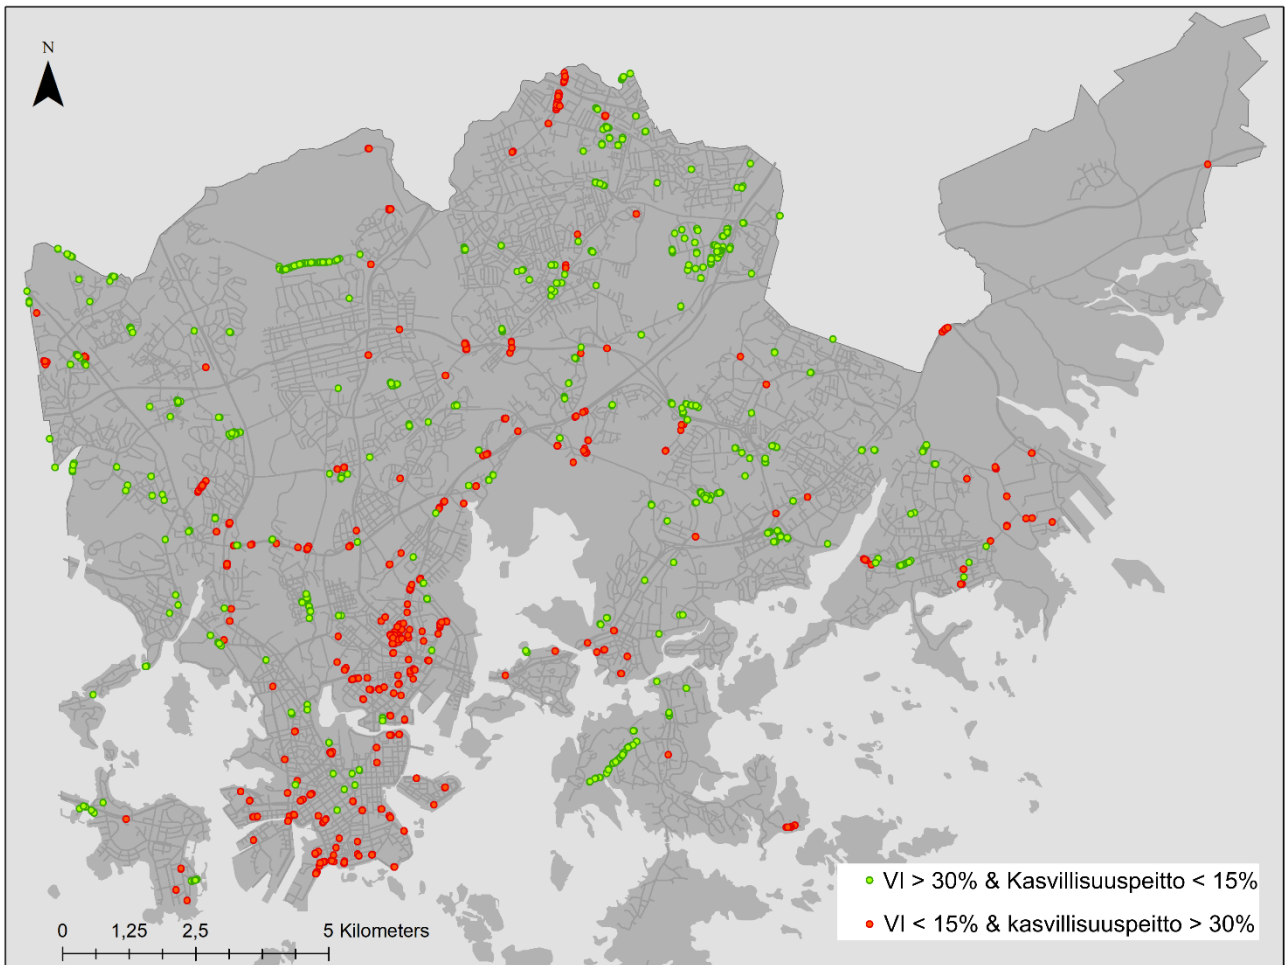 N
VI > 30% & Kasvillisuuspeitto < 15%
VI < 15% & kasvillisuuspeitto > 30%
0 1,25 2,5 5 Kilometers